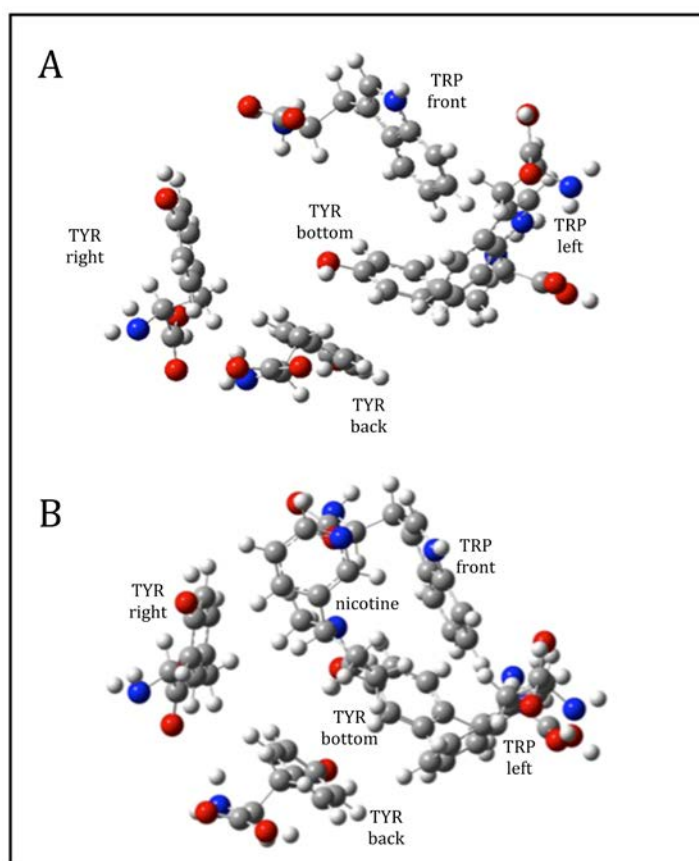 A
TRP
front
TYR
right
TYR
bottom
TRP
left
TYR
back
B
TRP
front
TYR
right
nicotine
TYR
bottom
TRP
left
TYR
back